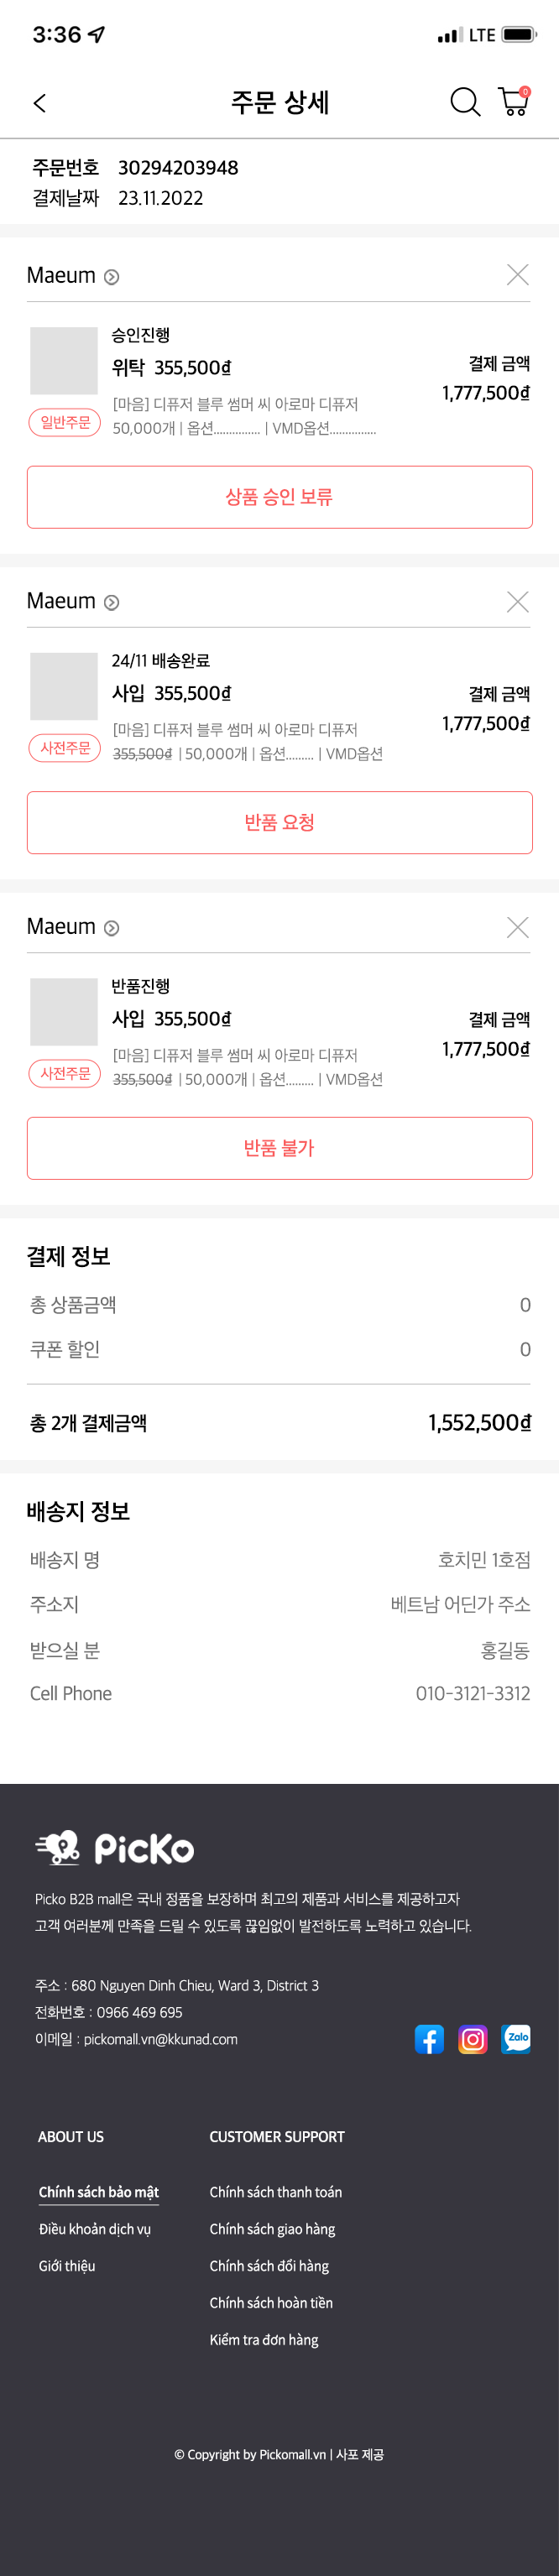 3:36 LTE
주문 상세 0
주문번호 30294203948
결제날짜 23.11.2022
Maeum
승인진행
위탁 355,500₫
결제 금액
1,777,500₫
[마음] 디퓨저 블루 썸머 씨 아로마 디퓨저
일반주문
50,000개 | 옵션............... | VMD옵션...............
상품 승인 보류
Maeum
24/11 배송완료
사입 355,500₫
결제 금액
1,777,500₫
[마음] 디퓨저 블루 썸머 씨 아로마 디퓨저
사전주문
355,500₫ | 50,000개 | 옵션......... | VMD옵션
반품 요청
Maeum
반품진행
사입 355,500₫
결제 금액
1,777,500₫
[마음] 디퓨저 블루 썸머 씨 아로마 디퓨저
사전주문
355,500₫ | 50,000개 | 옵션......... | VMD옵션
반품 불가
결제 정보
총 상품금액 0
쿠폰 할인 0
총 2개 결제금액 1,552,500₫
배송지 정보
배송지 명 호치민 1호점
주소지 베트남 어딘가 주소
받으실 분 홍길동
Cell Phone 010-3121-3312
PicKo
Picko B2B mall은 국내 정품을 보장하며 최고의 제품과 서비스를 제공하고자
고객 여러분께 만족을 드릴 수 있도록 끊임없이 발전하도록 노력하고 있습니다.
주소 : 680 Nguyen Dinh Chieu, Ward 3, District 3
전화번호 : 0966 469 695
이메일 : pickomall.vn@kkunad.com
Zalo
ABOUT US CUSTOMER SUPPORT
Chính sách bảo mật Chính sách thanh toán
Điều khoản dịch vụ Chính sách giao hàng
Giới thiệu Chính sách đổi hàng
Chính sách hoàn tiền
Kiểm tra đơn hàng
© Copyright by Pickomall.vn | 사포 제공